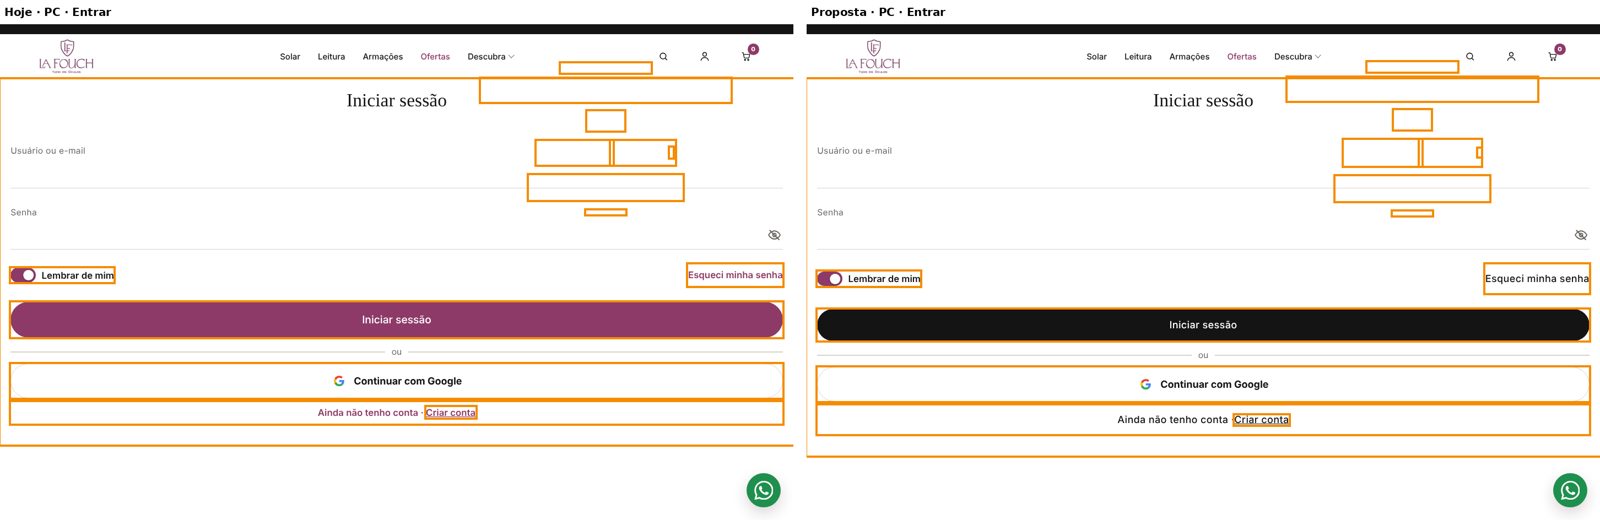 Hoje · PC · Entrar
LF
LA FOUCH
Solar Leitura Armações Ofertas Descubra
0
Iniciar sessão
Usuário ou e-mail
Senha
Lembrar de mim
Esqueci minha senha
Iniciar sessão
ou
Continuar com Google
Ainda não tenho conta · Criar conta
Proposta · PC · Entrar
LF
LA FOUCH
Solar Leitura Armações Ofertas Descubra
0
Iniciar sessão
Usuário ou e-mail
Senha
Lembrar de mim
Esqueci minha senha
Iniciar sessão
ou
Continuar com Google
Ainda não tenho conta Criar conta